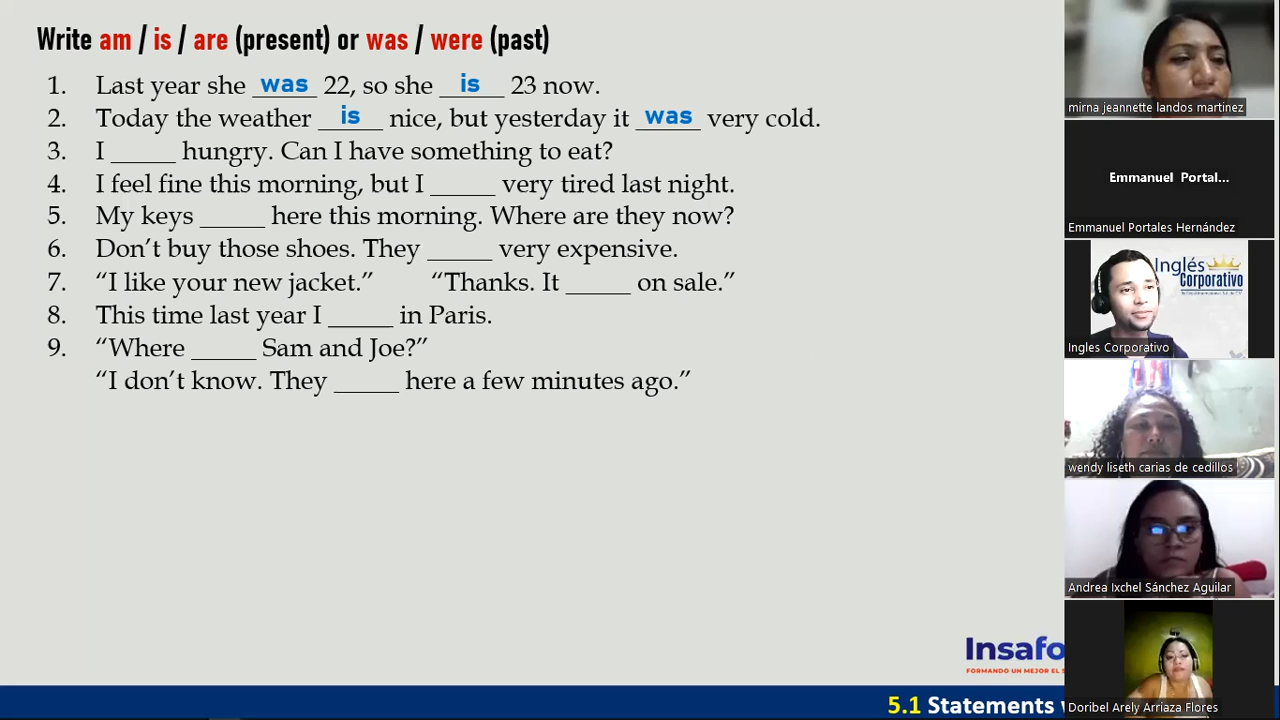 Write am / is / are (present) or was / were (past)
1. Last year she was 22, so she is 23 now.
2. Today the weather is nice, but yesterday it was very cold.
3. I _____ hungry. Can I have something to eat?
4. I feel fine this morning, but I _____ very tired last night.
5. My keys _____ here this morning. Where are they now?
6. Don't buy those shoes. They _____ very expensive.
7. “I like your new jacket.” “Thanks. It _____ on sale.”
8. This time last year I _____ in Paris.
9. “Where _____ Sam and Joe?”
“I don't know. They _____ here a few minutes ago.”
Insafo
FORMANDO UN MEJOR EL S
5.1 Statements
mirna jeannette landos martinez
Emmanuel Portal...
Emmanuel Portales Hernández
Inglés
Corporativo
Ingles Corporativo
wendy liseth carias de cedillos
Andrea Ixchel Sánchez Aguilar
Doribel Arely Arriaza Flores